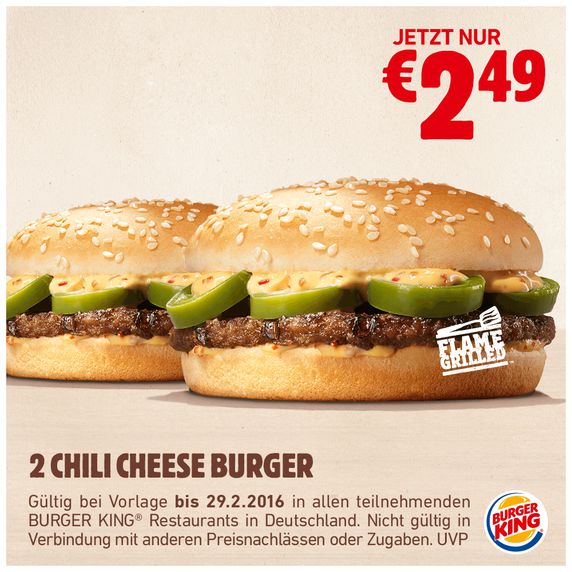 JETZT NUR
€2 49
FLAME
GRILLED™
2 CHILI CHEESE BURGER
Gültig bei Vorlage bis 29.2.2016 in allen teilnehmenden
BURGER KING® Restaurants in Deutschland. Nicht gültig in
Verbindung mit anderen Preisnachlässen oder Zugaben. UVP
BURGER
KING®